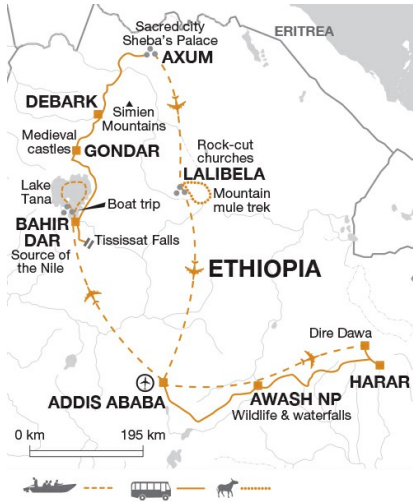 Sacred city
Sheba's Palace
AXUM
ERITREA
DEBARK
Simien
Mountains
Medieval
castles
GONDAR
Rock-cut
churches
LALIBELA
Mountain
mule trek
Lake
Tana
Boat trip
BAHIR
DAR
Source of
the Nile
Tississat Falls
ETHIOPIA
Dire Dawa
HARAR
ADDIS ABABA
AWASH NP
Wildlife & waterfalls
0 km 195 km